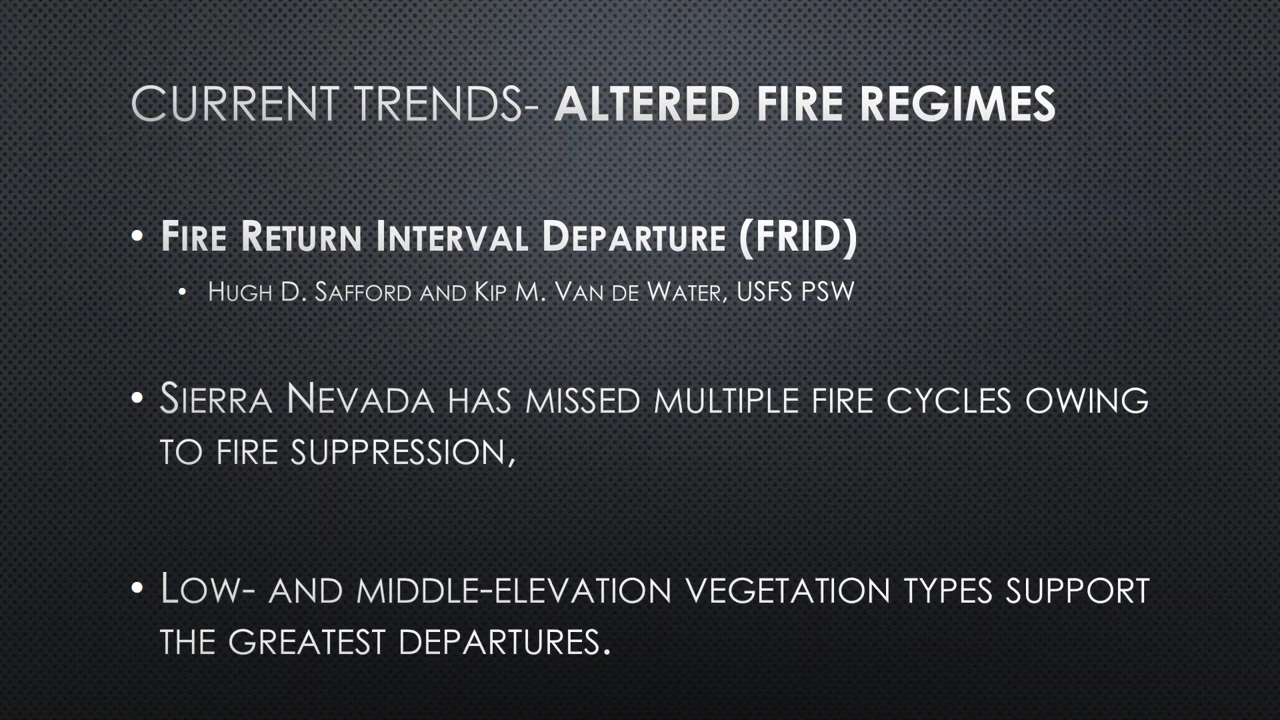 CURRENT TRENDS- ALTERED FIRE REGIMES
• FIRE RETURN INTERVAL DEPARTURE (FRID)
• HUGH D. SAFFORD AND KIP M. VAN DE WATER, USFS PSW
• SIERRA NEVADA HAS MISSED MULTIPLE FIRE CYCLES OWING
TO FIRE SUPPRESSION,
• LOW- AND MIDDLE-ELEVATION VEGETATION TYPES SUPPORT
THE GREATEST DEPARTURES.